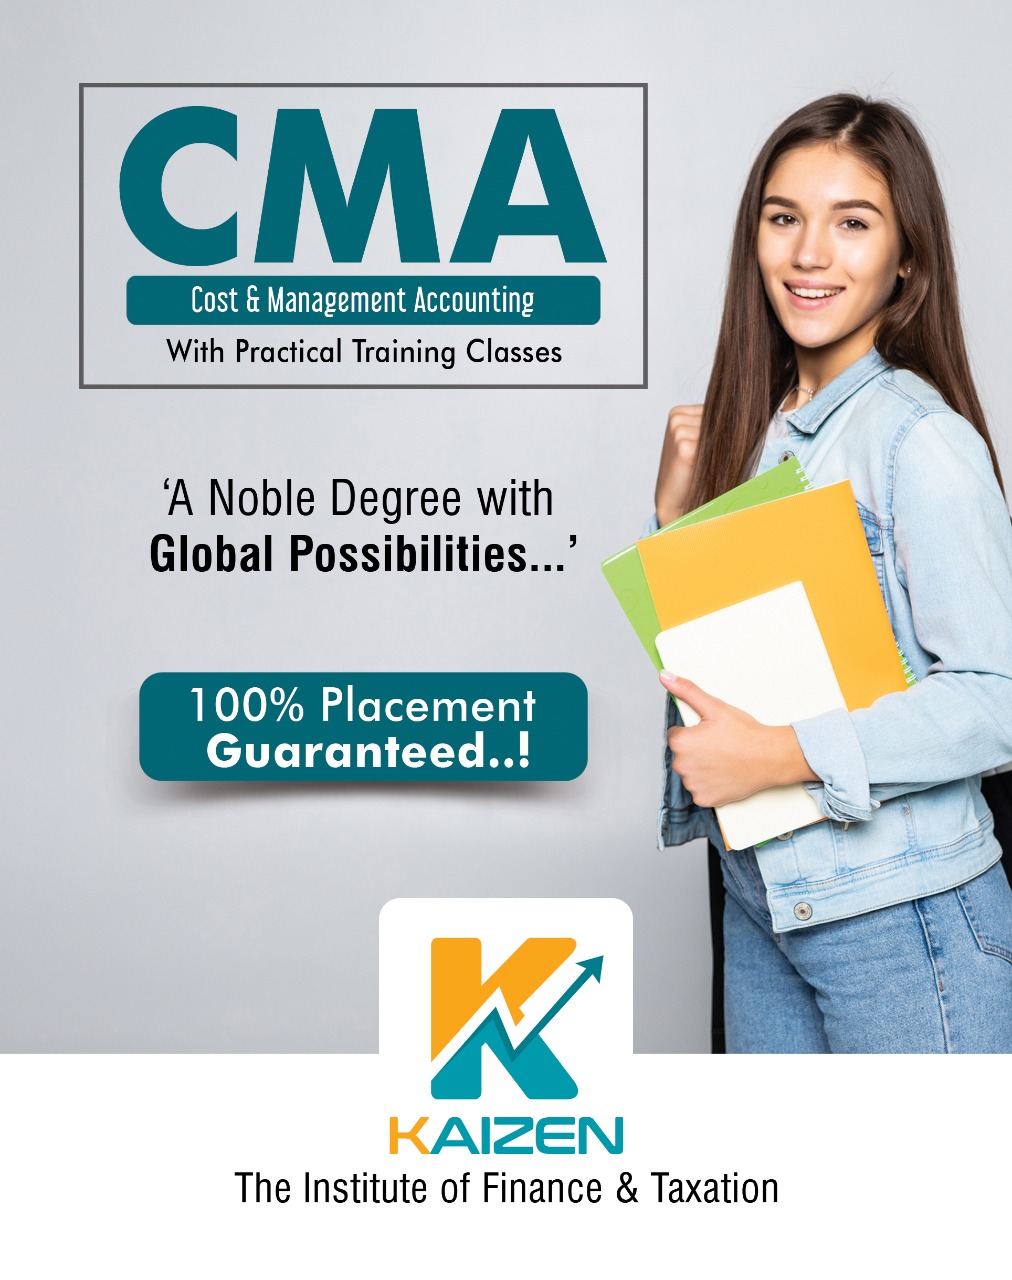 CMA
Cost & Management Accounting
With Practical Training Classes
‘A Noble Degree with
Global Possibilities...’
100% Placement
Guaranteed..!
KAIZEN
The Institute of Finance & Taxation